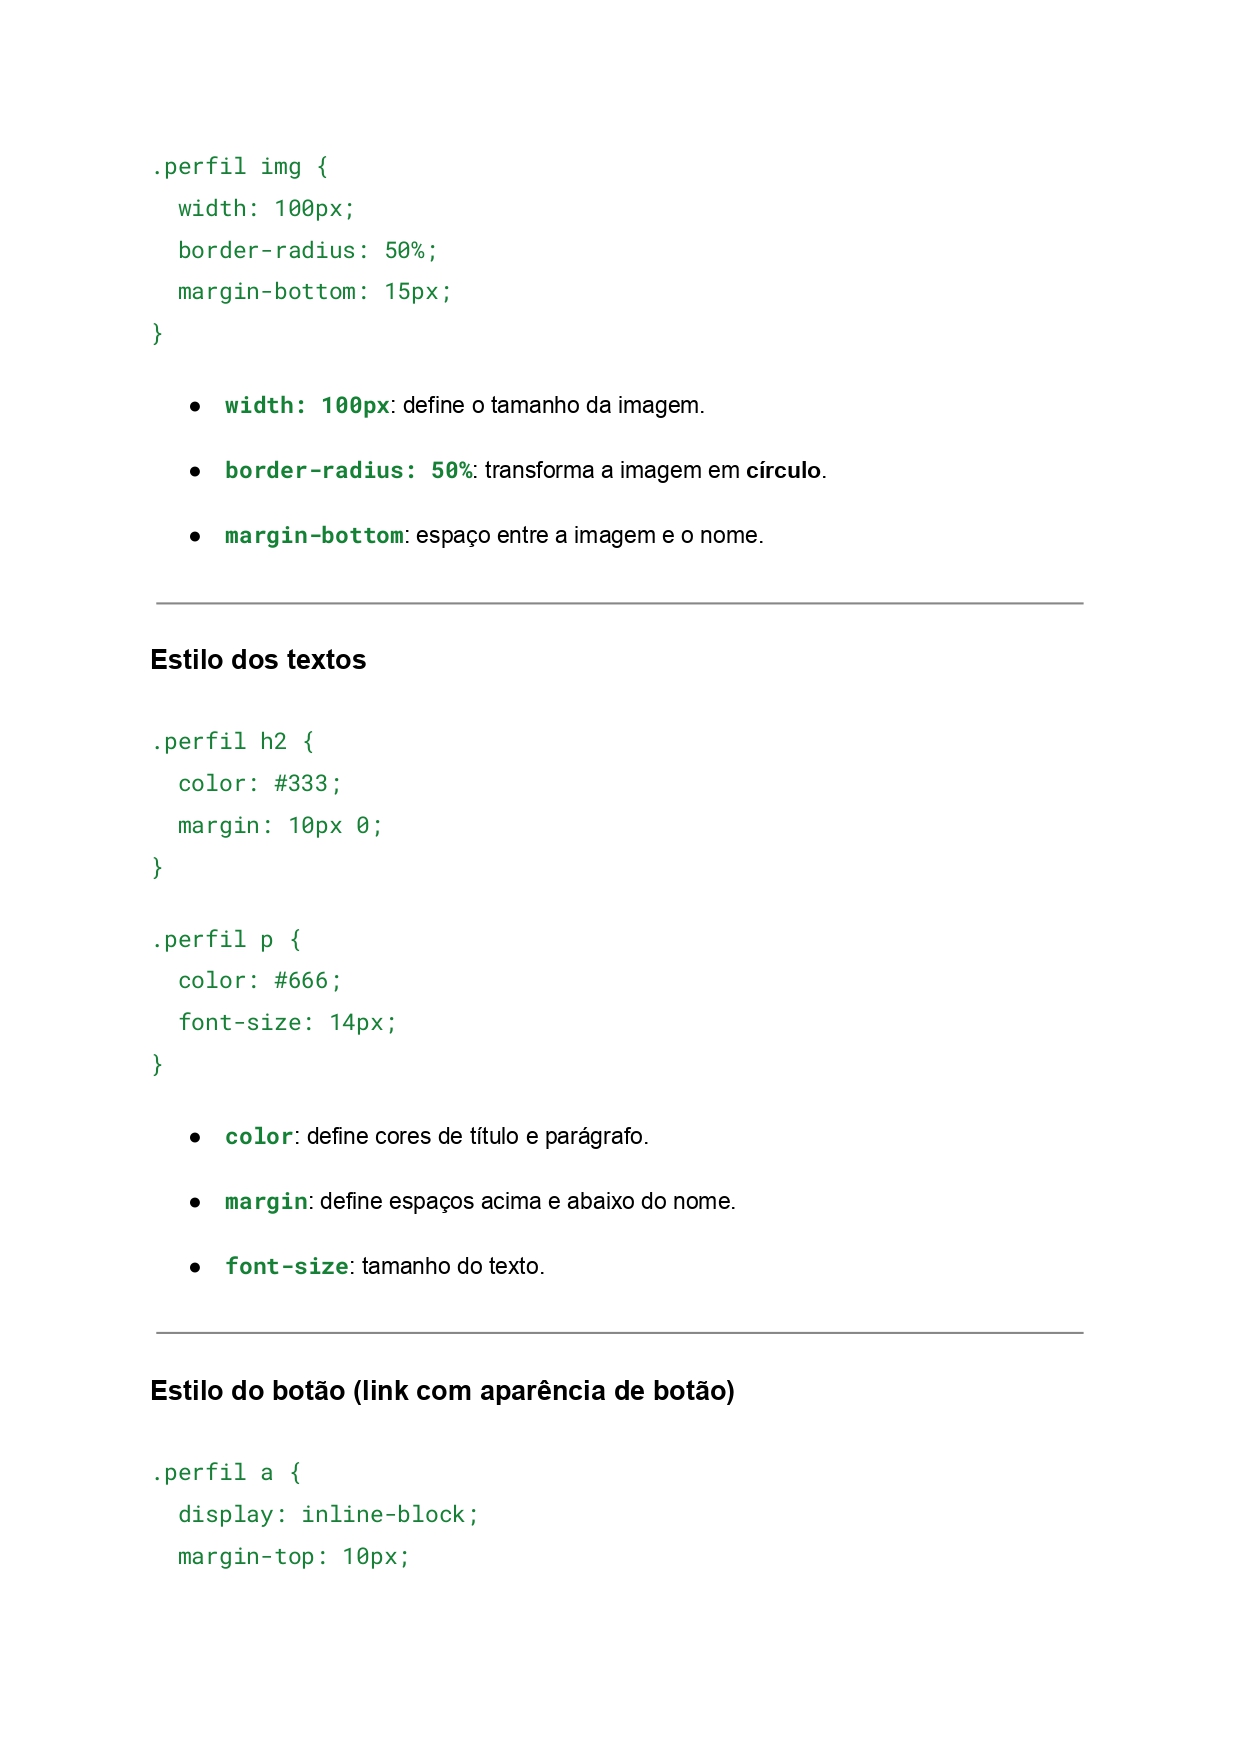 .perfil img {
  width: 100px;
  border-radius: 50%;
  margin-bottom: 15px;
}
● width: 100px: define o tamanho da imagem.
● border-radius: 50%: transforma a imagem em círculo.
● margin-bottom: espaço entre a imagem e o nome.
Estilo dos textos
.perfil h2 {
  color: #333;
  margin: 10px 0;
}
.perfil p {
  color: #666;
  font-size: 14px;
}
● color: define cores de título e parágrafo.
● margin: define espaços acima e abaixo do nome.
● font-size: tamanho do texto.
Estilo do botão (link com aparência de botão)
.perfil a {
  display: inline-block;
  margin-top: 10px;